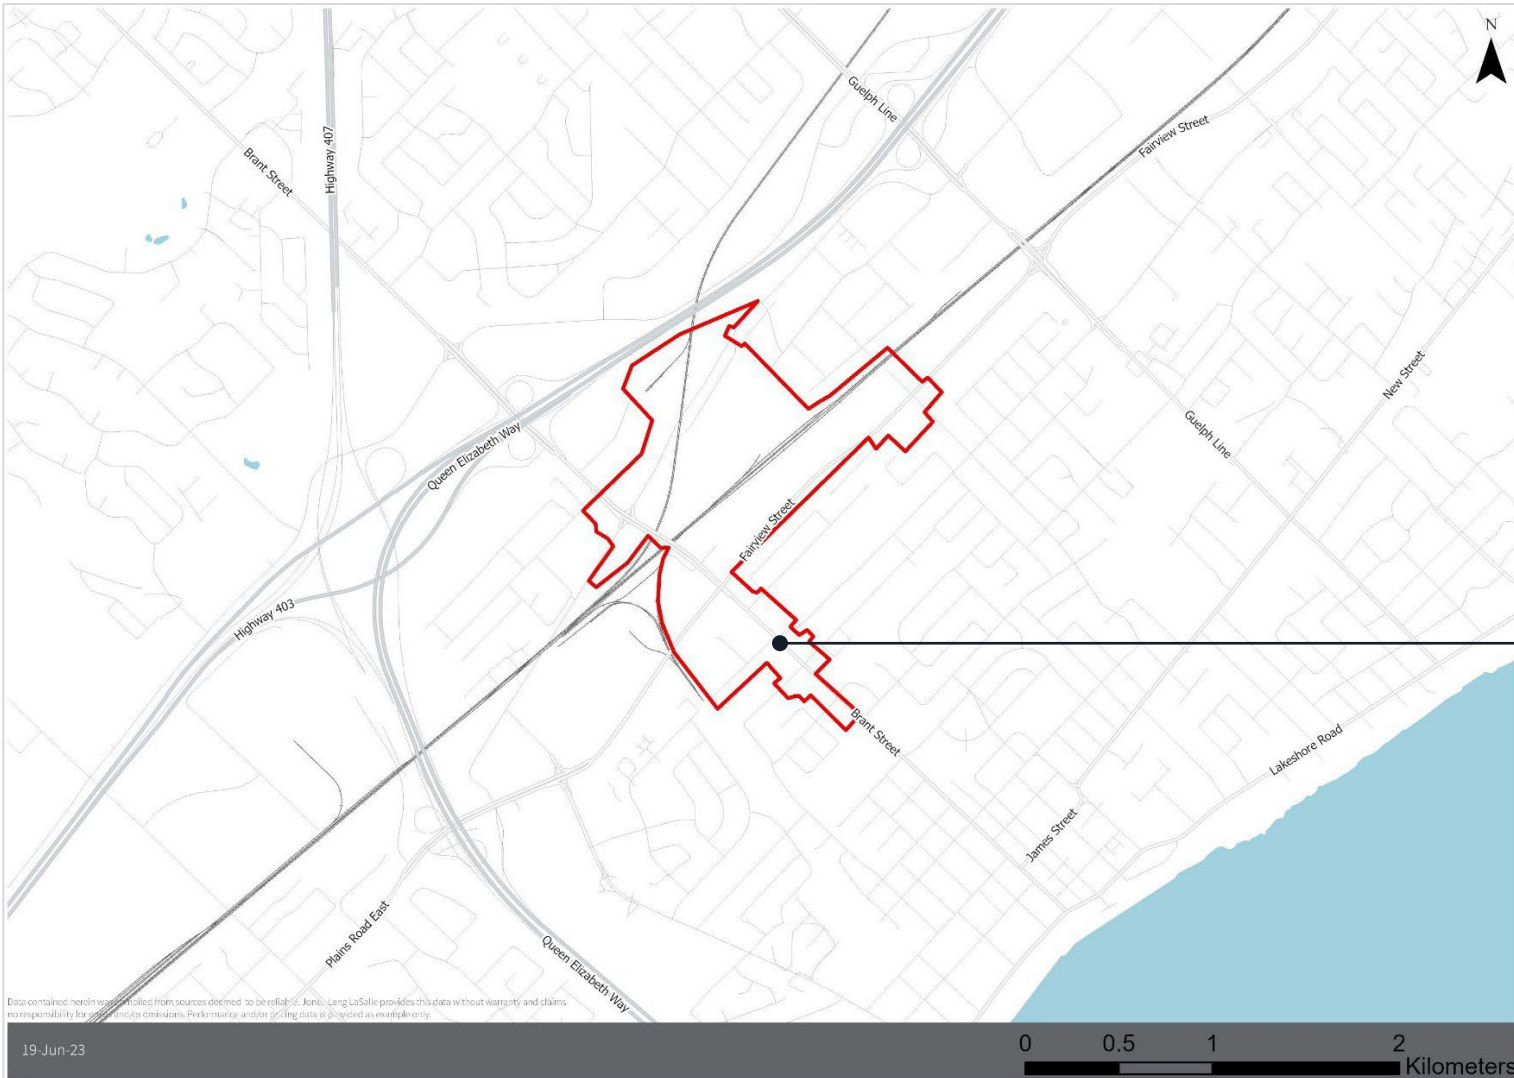 N
Guelph Line
Fairview Street
Highway 407
Brant Street
New Street
Guelph Line
Queen Elizabeth Way
Fairview Street
Highway 403
Brant Street
Lakeshore Road
James Street
Plains Road East
Queen Elizabeth Way
Data contained herein was compiled from sources deemed to be reliable. Lang LaSalle provides this data without warranty and claims
no responsibility for and/or omissions. Performance and/or pricing data is provided as example only.
19-Jun-23
0 0.5 1 2
Kilometers